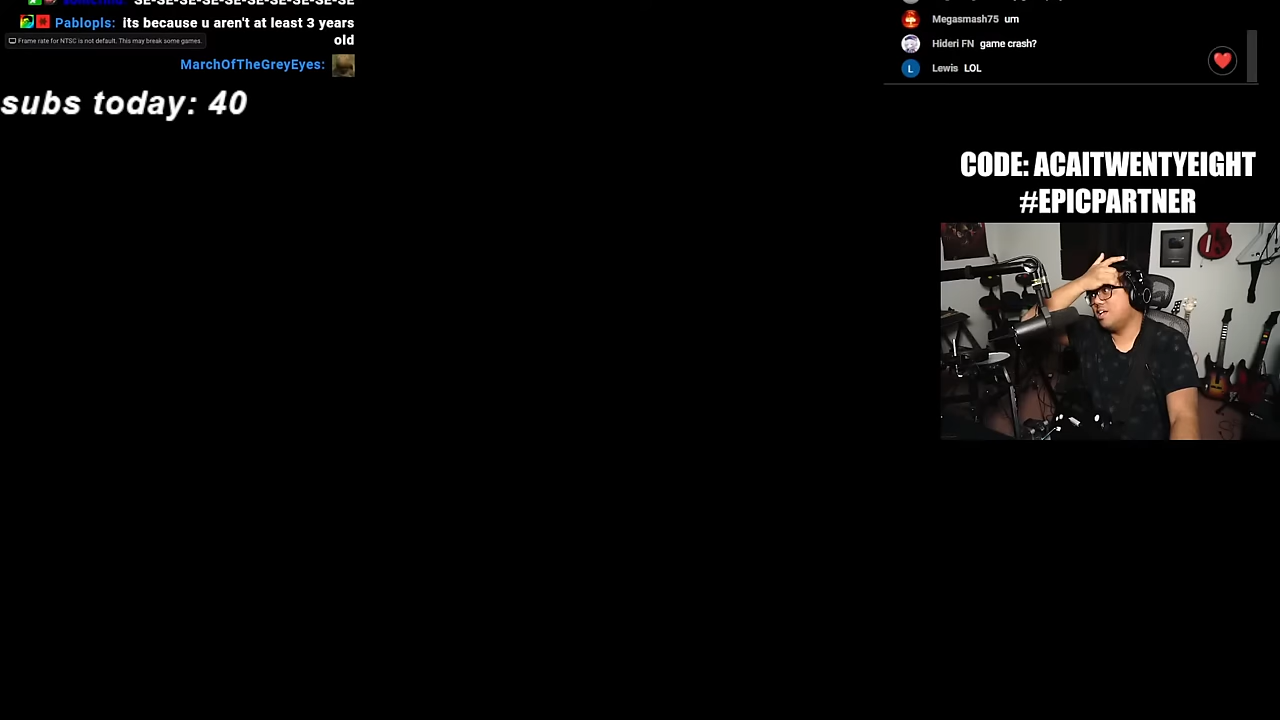 SE-SE-SE-SE-SE-SE-SE-SE-SE-SE
Pablopls: its because u aren't at least 3 years
old
Frame rate for NTSC is not default. This may break some games.
MarchOfTheGreyEyes:
subs today: 40
Megasmash75 um
Hideri FN game crash?
Lewis LOL
L
CODE: ACAITWENTYEIGHT
#EPICPARTNER